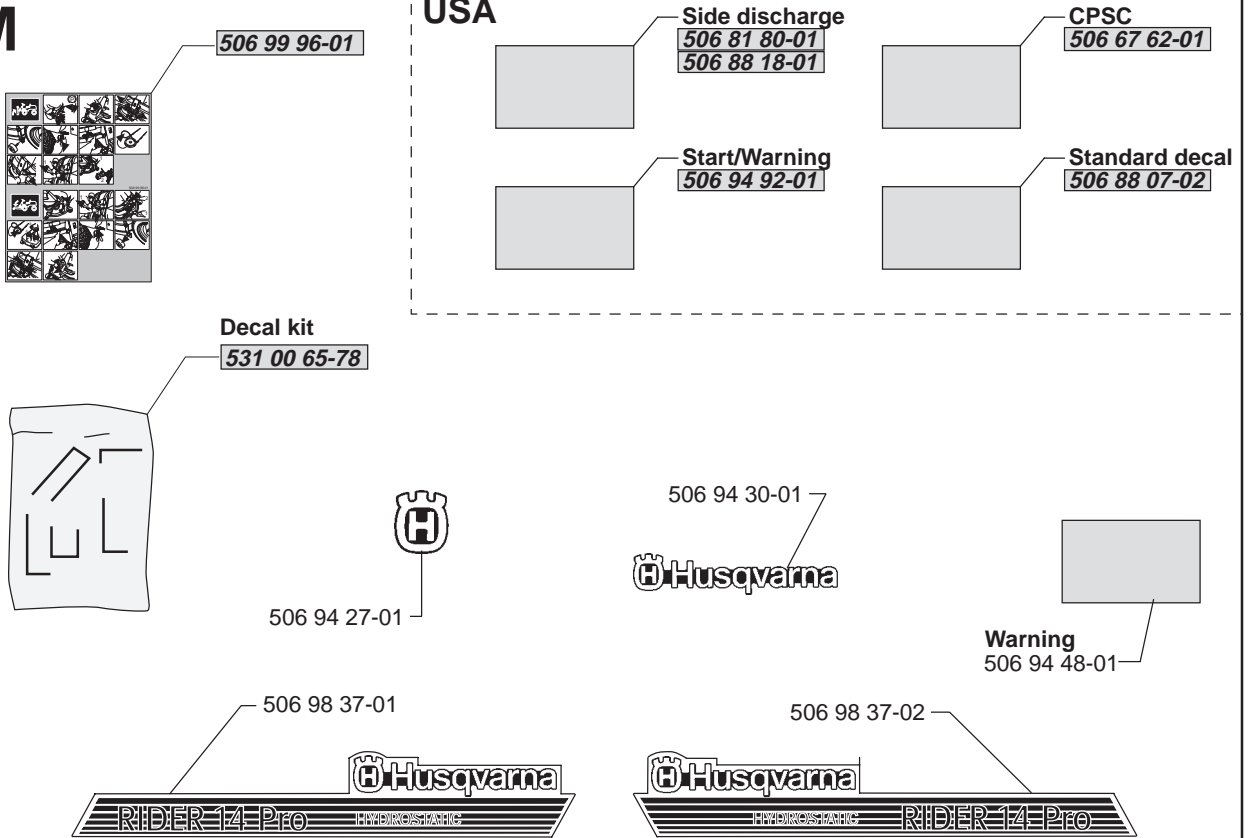 M
506 99 96-01
USA
Side discharge
506 81 80-01
506 88 18-01
CPSC
506 67 62-01
Start/Warning
506 94 92-01
Standard decal
506 88 07-02
Decal kit
531 00 65-78
H
506 94 27-01
506 94 30-01
H Husqvarna
Warning
506 94 48-01
506 98 37-01
506 98 37-02
H Husqvarna
RIDER 14 Pro HYDROSTATIC
H Husqvarna
HYDROSTATIC RIDER 14 Pro